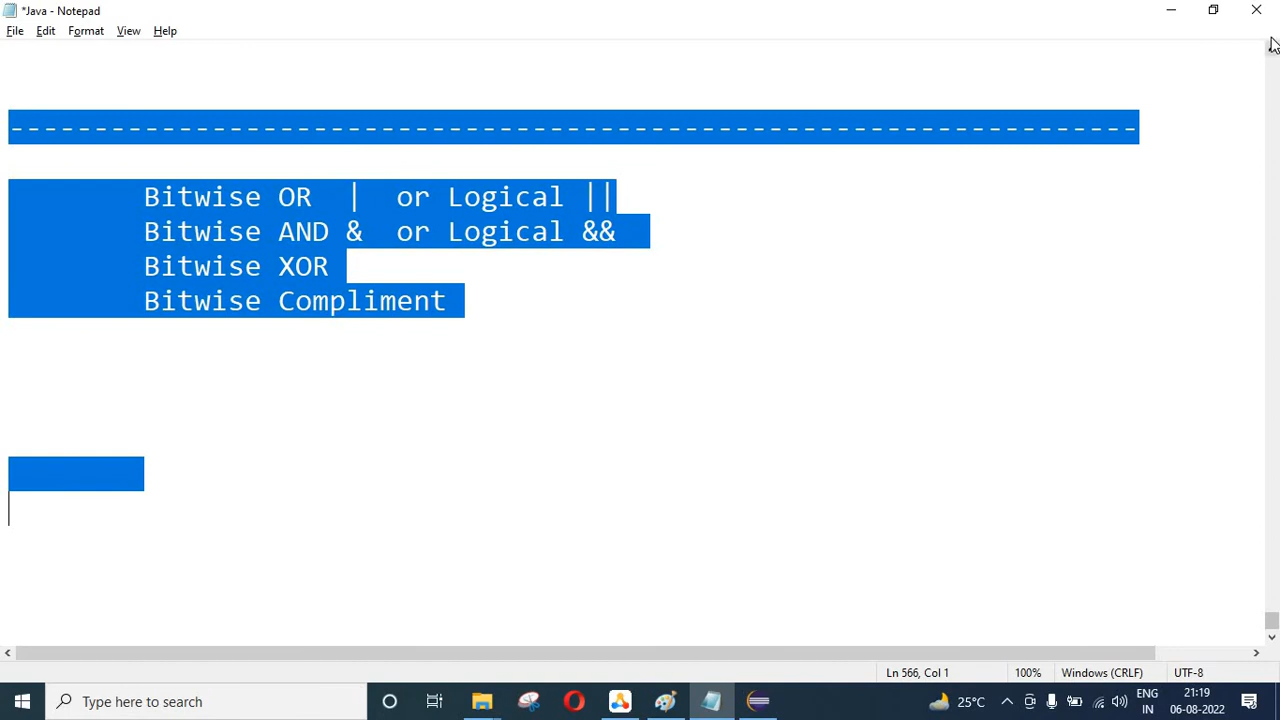 *Java - Notepad
File Edit Format View Help
--------------------------------------------------------------------
Bitwise OR | or Logical ||
Bitwise AND & or Logical &&
Bitwise XOR
Bitwise Compliment
Ln 566, Col 1 100% Windows (CRLF) UTF-8
Type here to search 25°C ENG IN 21:19 06-08-2022